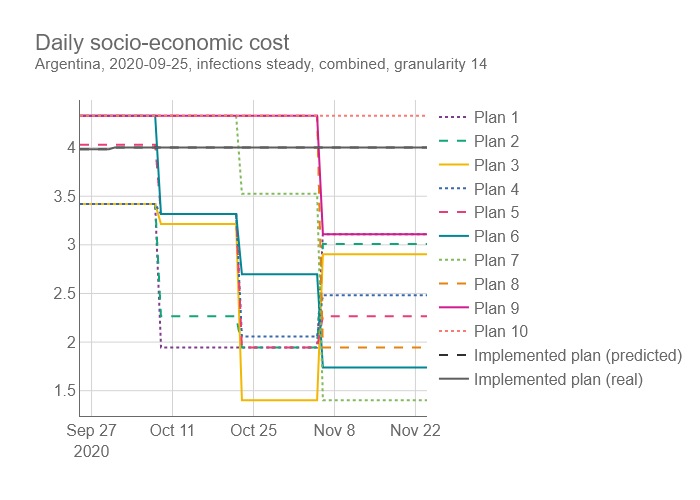 Daily socio-economic cost
Argentina, 2020-09-25, infections steady, combined, granularity 14
4
3.5
3
2.5
2
1.5
Sep 27
2020
Oct 11
Oct 25
Nov 8
Nov 22
Plan 1
Plan 2
Plan 3
Plan 4
Plan 5
Plan 6
Plan 7
Plan 8
Plan 9
Plan 10
Implemented plan (predicted)
Implemented plan (real)